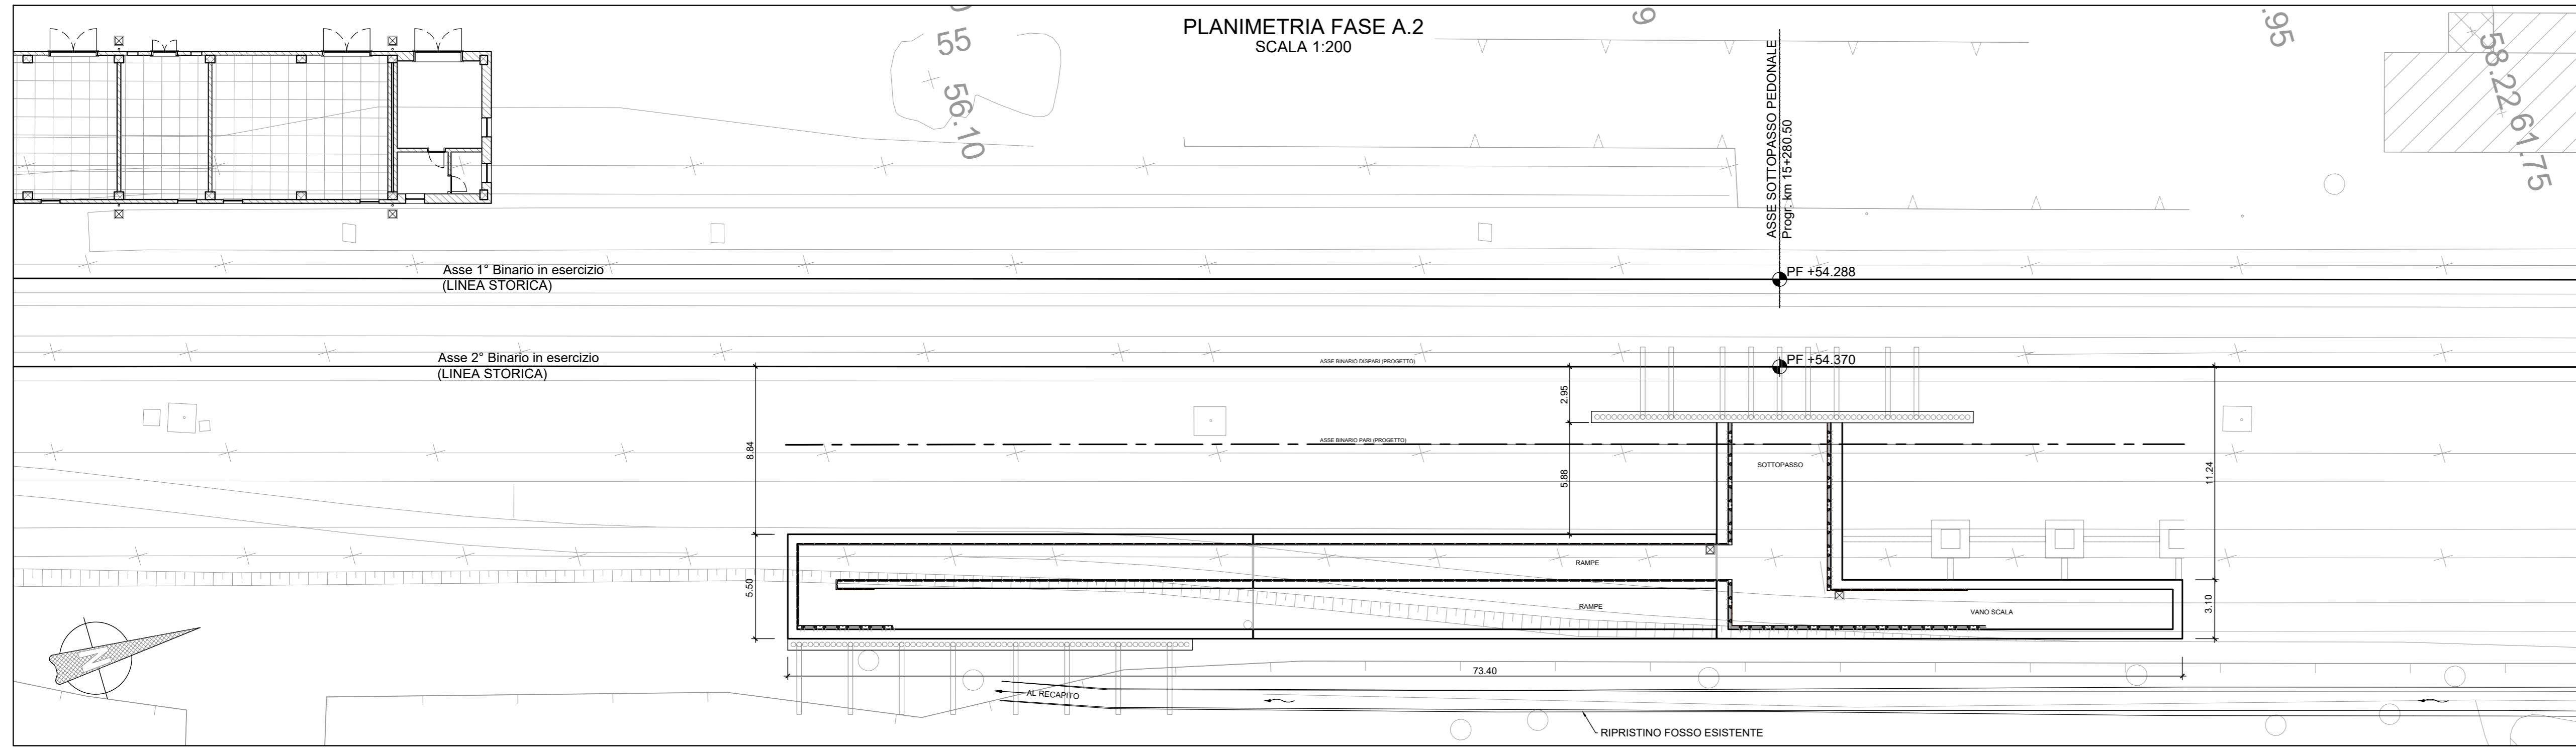 PLANIMETRIA FASE A.2
SCALA 1:200
55
56.10
9
.95
58.22
61.75
ASSE SOTTOPASSO PEDONALE
Progr. km 15+280.50
Asse 1° Binario in esercizio
(LINEA STORICA)
PF +54.288
Asse 2° Binario in esercizio
(LINEA STORICA)
ASSE BINARIO DISPARI (PROGETTO)
PF +54.370
2.95
8.84
ASSE BINARIO PARI (PROGETTO)
SOTTOPASSO
5.88
11.24
RAMPE
5.50
RAMPE
VANO SCALA
3.10
N
73.40
AL RECAPITO
RIPRISTINO FOSSO ESISTENTE